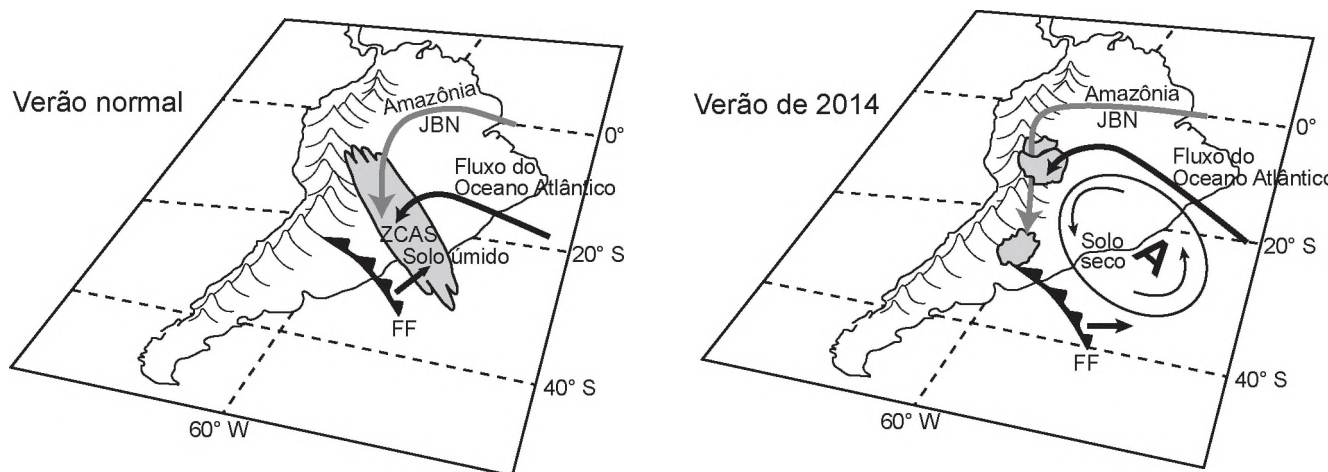 Verão normal
Amazônia
JBN
0°
Fluxo do
Oceano Atlântico
ZCAS
Solo úmido
20° S
FF
40° S
60° W
Verão de 2014
Amazônia
JBN
0°
Fluxo do
Oceano Atlântico
20° S
Solo
seco
A
FF
40° S
60° W